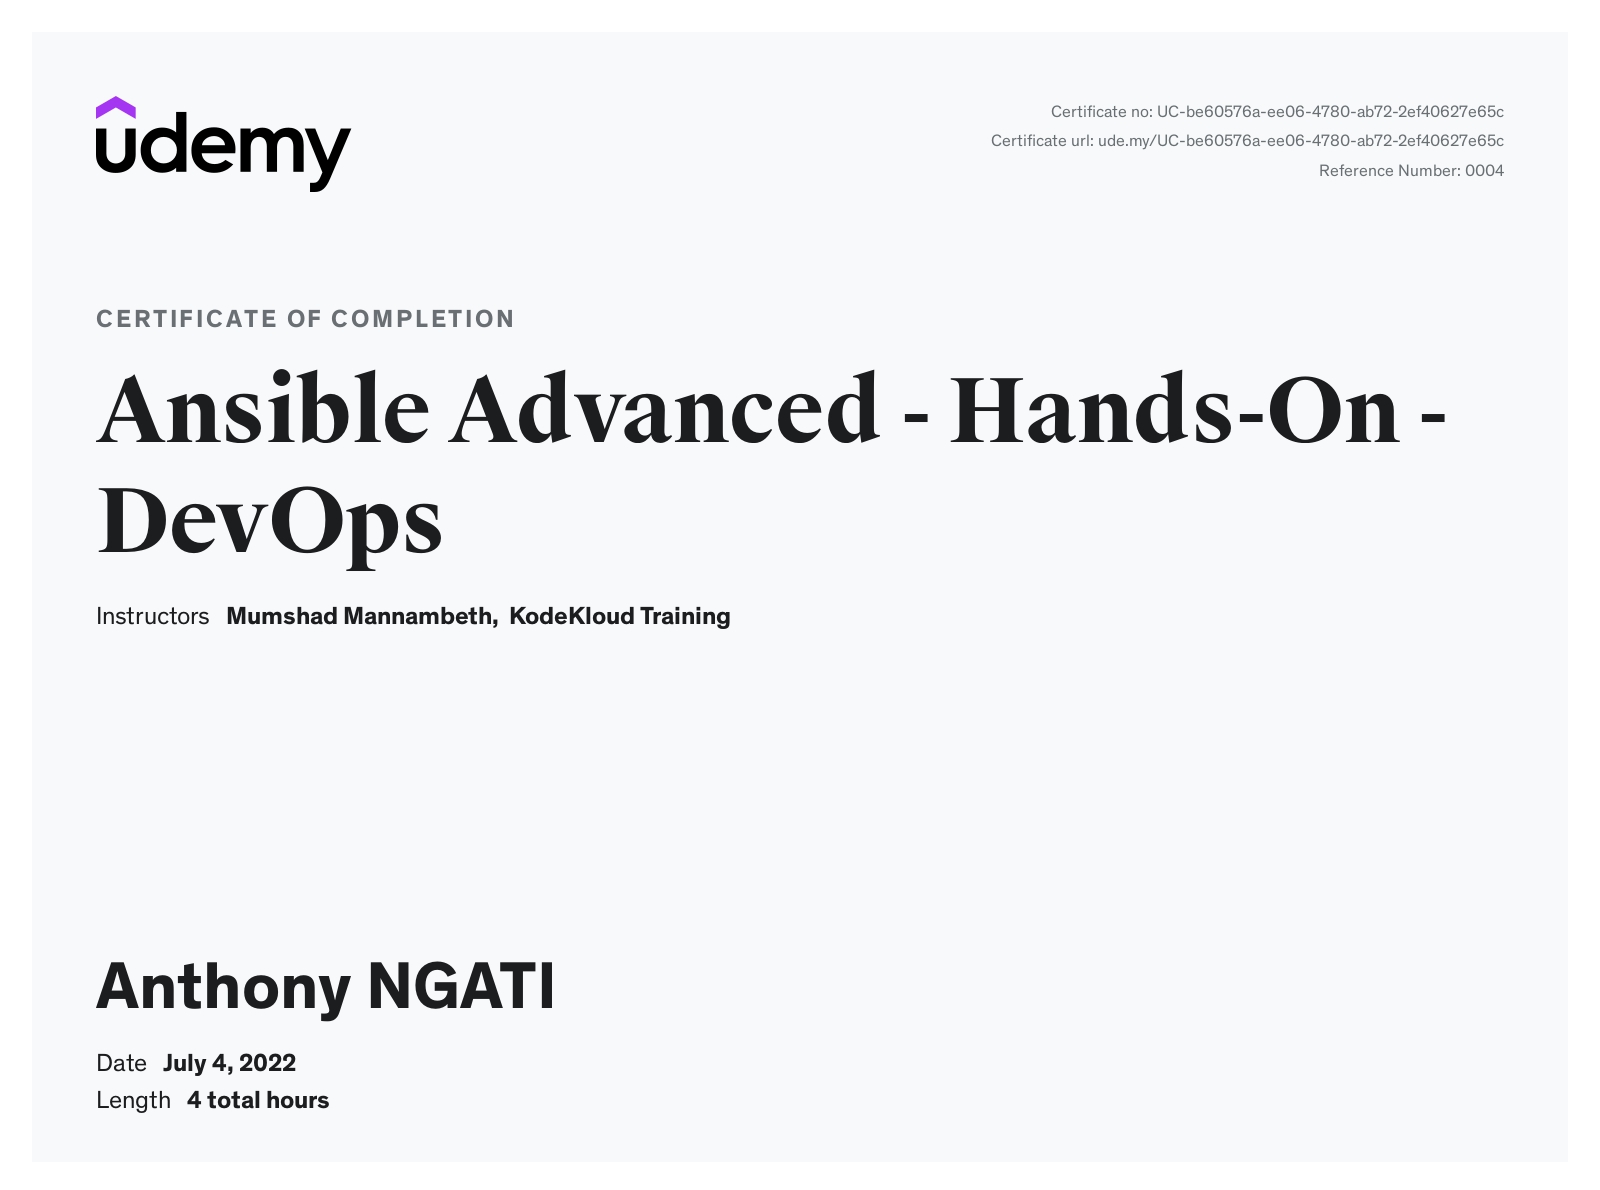 udemy
Certificate no: UC-be60576a-ee06-4780-ab72-2ef40627e65c
Certificate url: ude.my/UC-be60576a-ee06-4780-ab72-2ef40627e65c
Reference Number: 0004
CERTIFICATE OF COMPLETION
Ansible Advanced - Hands-On -
DevOps
Instructors Mumshad Mannambeth, KodeKloud Training
Anthony NGATI
Date July 4, 2022
Length 4 total hours